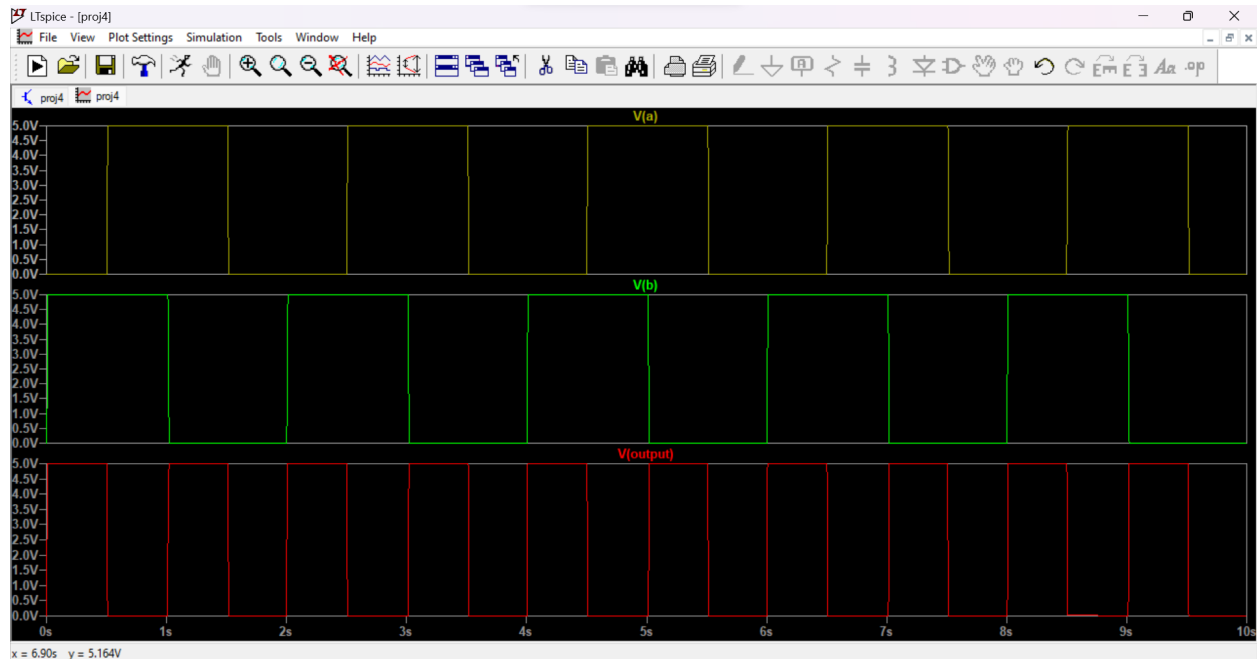 LTspice - [proj4]
File View Plot Settings Simulation Tools Window Help
proj4 proj4
V(a)
5.0V
4.5V
4.0V
3.5V
3.0V
2.5V
2.0V
1.5V
1.0V
0.5V
0.0V
V(b)
5.0V
4.5V
4.0V
3.5V
3.0V
2.5V
2.0V
1.5V
1.0V
0.5V
0.0V
V(output)
5.0V
4.5V
4.0V
3.5V
3.0V
2.5V
2.0V
1.5V
1.0V
0.5V
0.0V
0s 1s 2s 3s 4s 5s 6s 7s 8s 9s 10s
x = 6.90s y = 5.164V